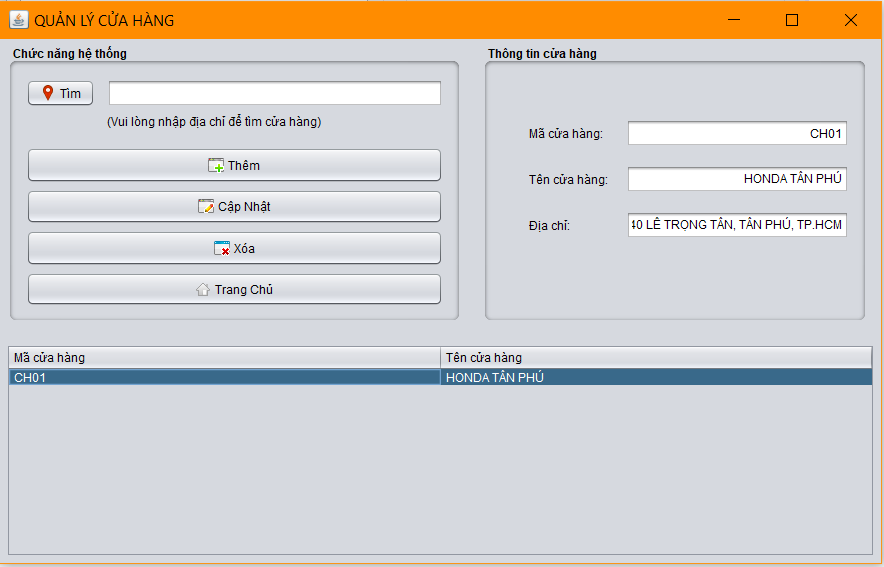 QUẢN LÝ CỬA HÀNG
Chức năng hệ thống
Tìm
(Vui lòng nhập địa chỉ để tìm cửa hàng)
Thêm
Cập Nhật
Xóa
Trang Chủ
Thông tin cửa hàng
Mã cửa hàng: CH01
Tên cửa hàng: HONDA TÂN PHÚ
Địa chỉ: LÊ TRỌNG TẤN, TÂN PHÚ, TP.HCM
Mã cửa hàng Tên cửa hàng
CH01 HONDA TÂN PHÚ